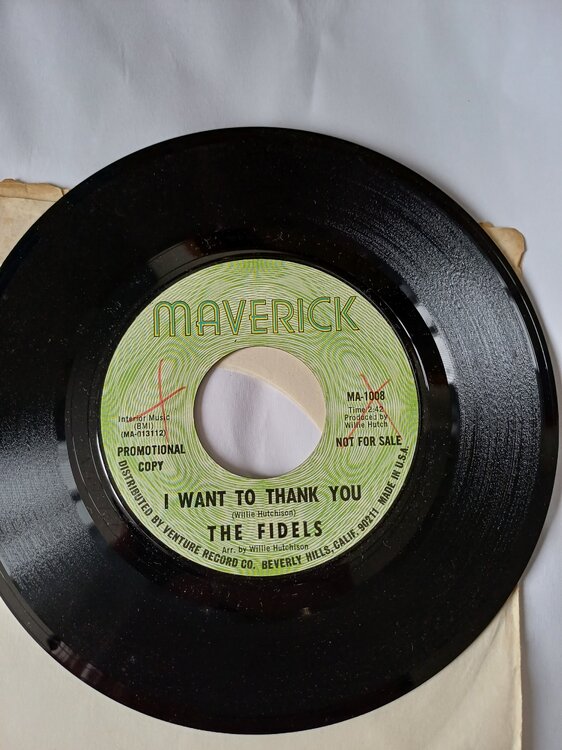 MAVERICK
Interior Music
(BMI)
(MA-013112)
PROMOTIONAL
COPY
MA-1008
Time 2:42
Produced by
Willie Hutch
NOT FOR SALE
I WANT TO THANK YOU
(Willie Hutchison)
THE FIDELS
Arr. by Willie Hutchison
DISTRIBUTED BY VENTURE RECORD CO. BEVERLY HILLS, CALIF. 90211 MADE IN U.S.A.